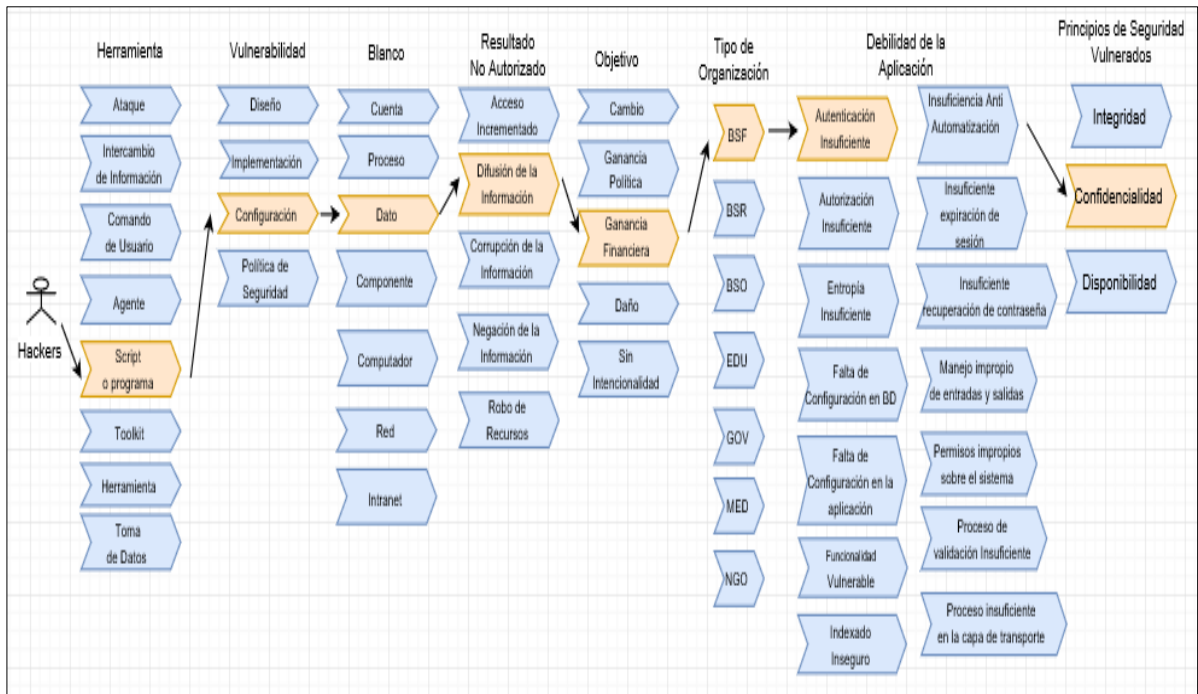 Herramienta
Vulnerabilidad
Blanco
Resultado
No Autorizado
Objetivo
Tipo de
Organización
Debilidad de la
Aplicación
Principios de Seguridad
Vulnerados
Hackers
Ataque
Intercambio
de Información
Comando
de Usuario
Agente
Script
o programa
Toolkit
Herramienta
Toma
de Datos
Diseño
Implementación
Configuración
Política de
Seguridad
Cuenta
Proceso
Dato
Componente
Computador
Red
Intranet
Acceso
Incrementado
Difusión de la
Información
Corrupción de la
Información
Negación de la
Información
Robo de
Recursos
Cambio
Ganancia
Política
Ganancia
Financiera
Daño
Sin
Intencionalidad
BSF
BSR
BSO
EDU
GOV
MED
NGO
Autenticación
Insuficiente
Autorización
Insuficiente
Entropía
Insuficiente
Falta de
Configuración en BD
Falta de
Configuración en la
aplicación
Funcionalidad
Vulnerable
Indexado
Inseguro
Insuficiencia Anti
Automatización
Insuficiente
expiración de
sesión
Insuficiente
recuperación de contraseña
Manejo impropio
de entradas y salidas
Permisos impropios
sobre el sistema
Proceso de
validación Insuficiente
Proceso insuficiente
en la capa de transporte
Integridad
Confidencialidad
Disponibilidad